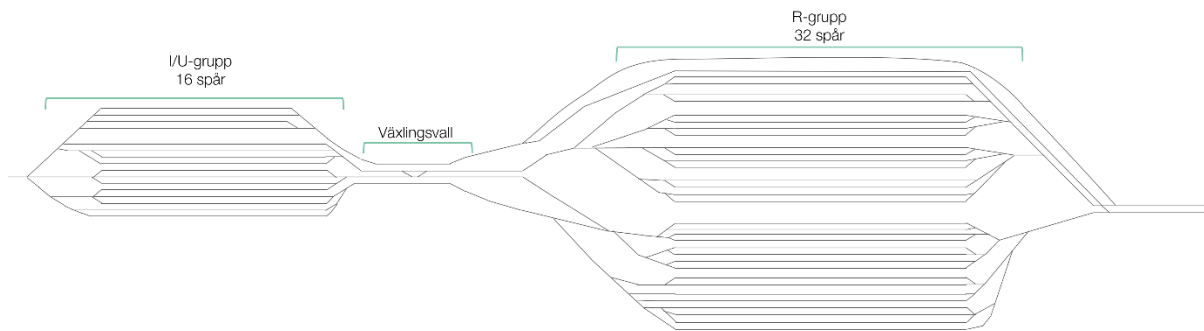 I/U-grupp
16 spår
Växlingsvall
R-grupp
32 spår